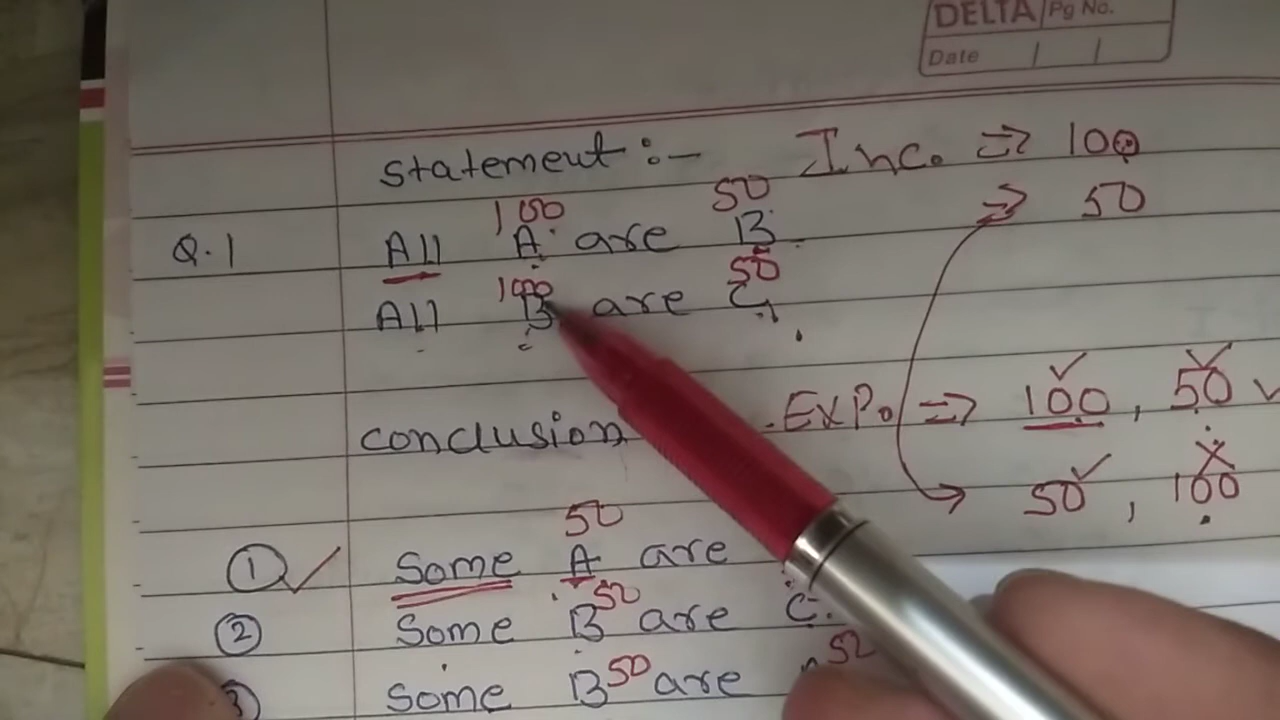 DELTA Pg No.
Date
Statement :- Inc. ⇒ 100
100 50 ⇒ 50
Q.1 All A are B
100 50
All B are C
conclusion Exp. ⇒ 100, 50
50, 100
50
① Some A are
② Some B 50 are C.
③ Some B 50 are 50